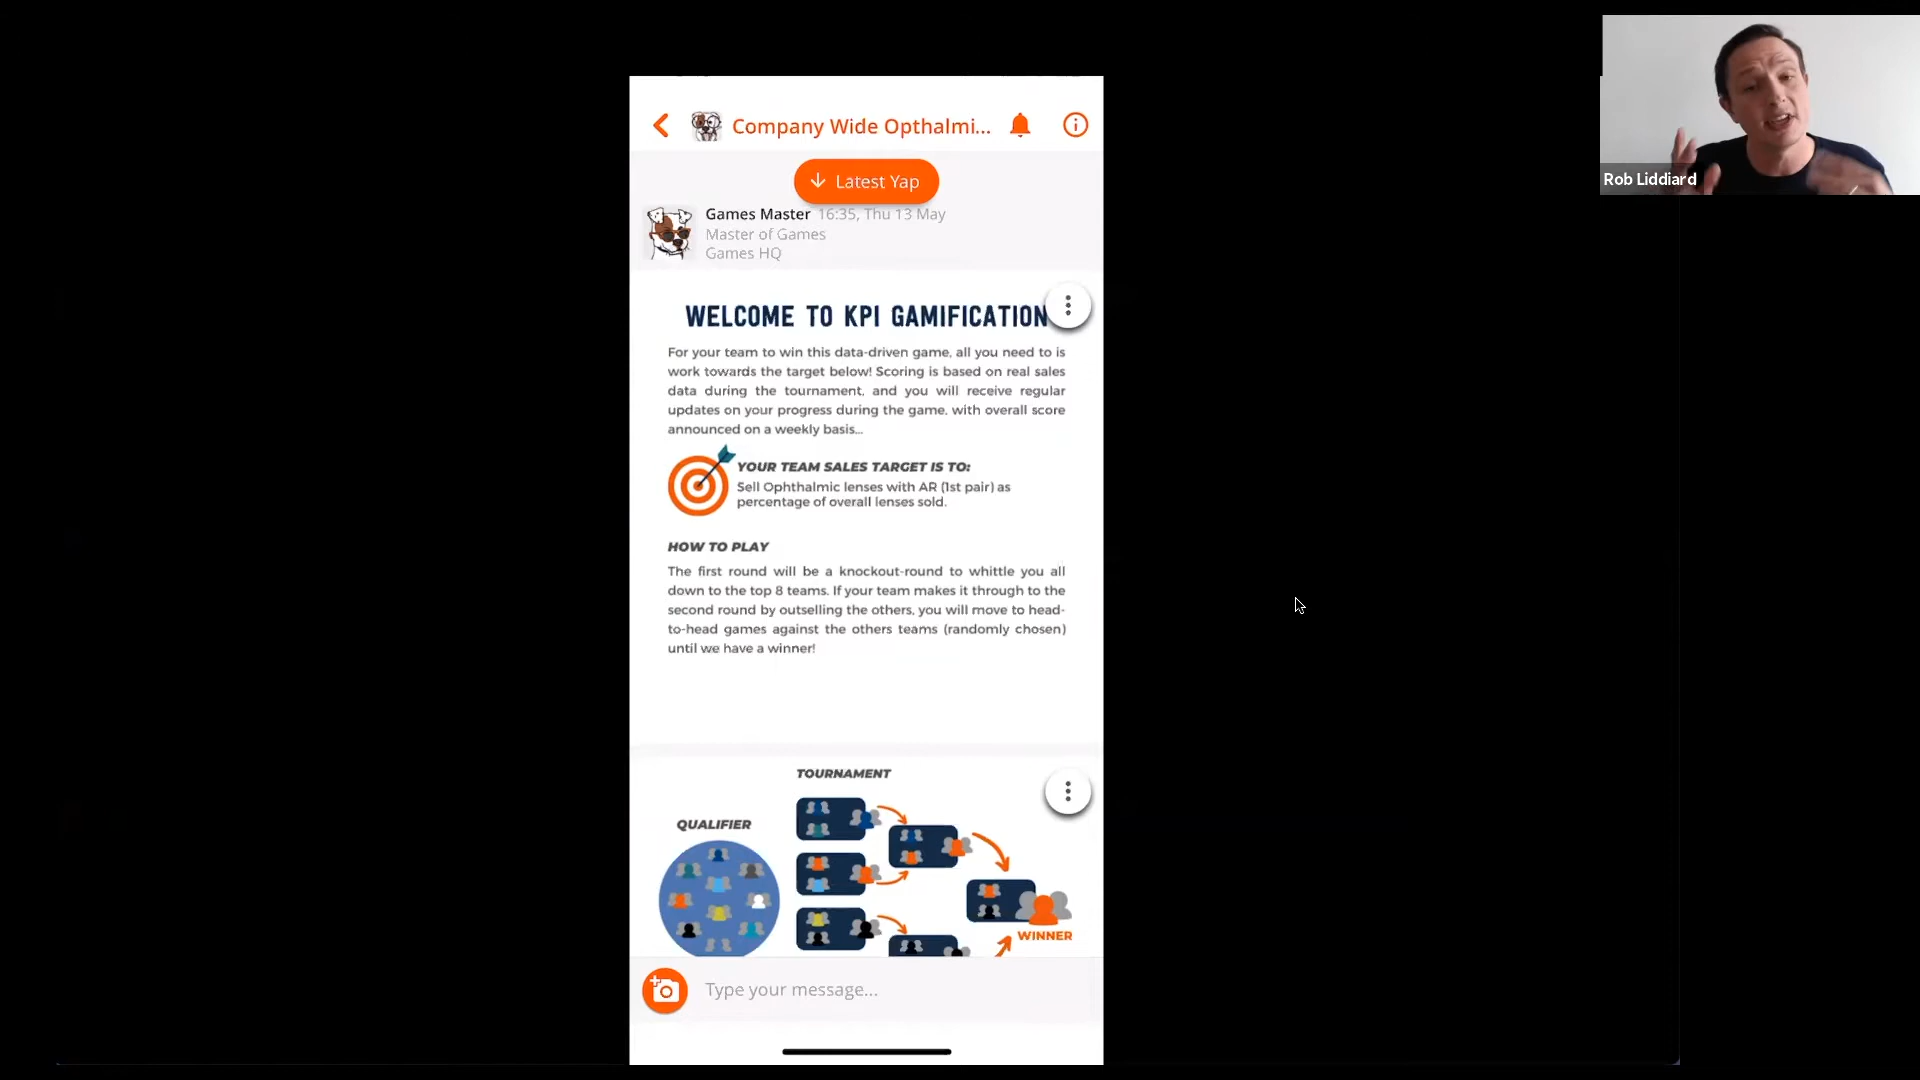 Company Wide Opthalmi...
Latest Yap
Games Master 16:35, Thu 13 May
Master of Games
Games HQ
WELCOME TO KPI GAMIFICATION
For your team to win this data-driven game, all you need to is
work towards the target below! Scoring is based on real sales
data during the tournament, and you will receive regular
updates on your progress during the game, with overall score
announced on a weekly basis...
YOUR TEAM SALES TARGET IS TO:
Sell Ophthalmic lenses with AR (1st pair) as
percentage of overall lenses sold.
HOW TO PLAY
The first round will be a knockout-round to whittle you all
down to the top 8 teams. If your team makes it through to the
second round by outselling the others, you will move to head-
to-head games against the others teams (randomly chosen)
until we have a winner!
TOURNAMENT
QUALIFIER
WINNER
Type your message...
Rob Liddiard